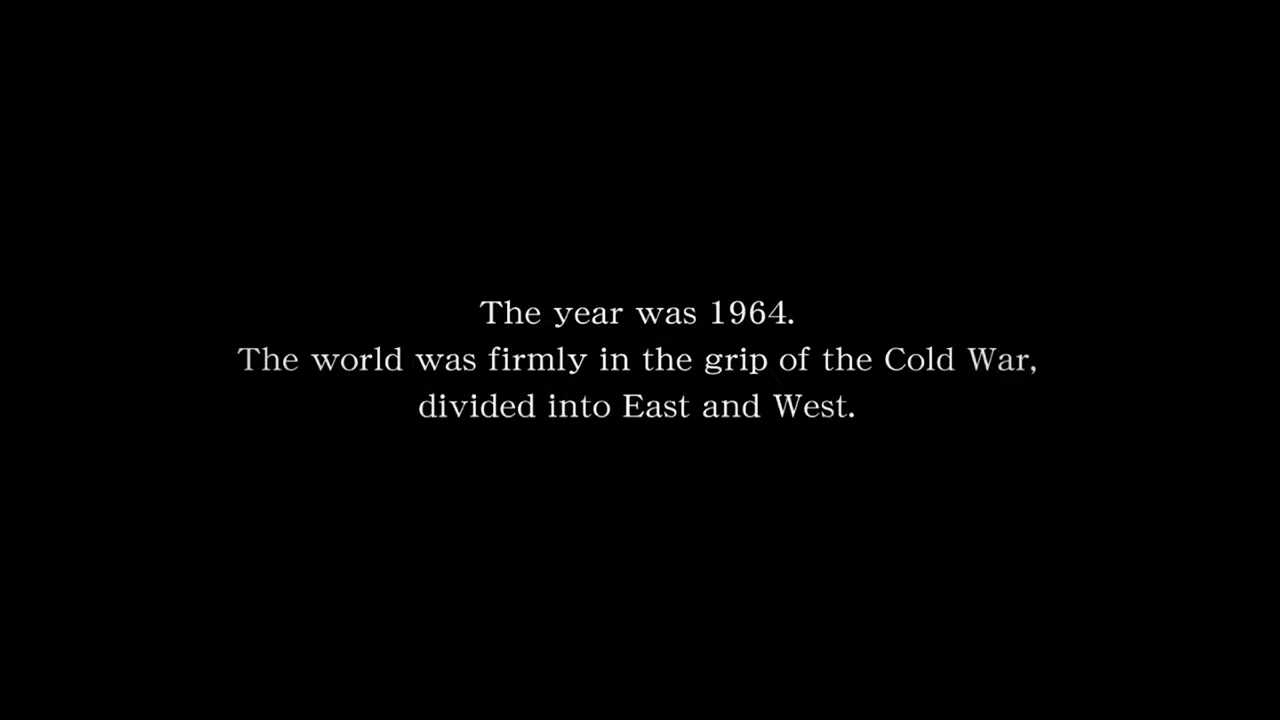 The year was 1964.
The world was firmly in the grip of the Cold War,
divided into East and West.